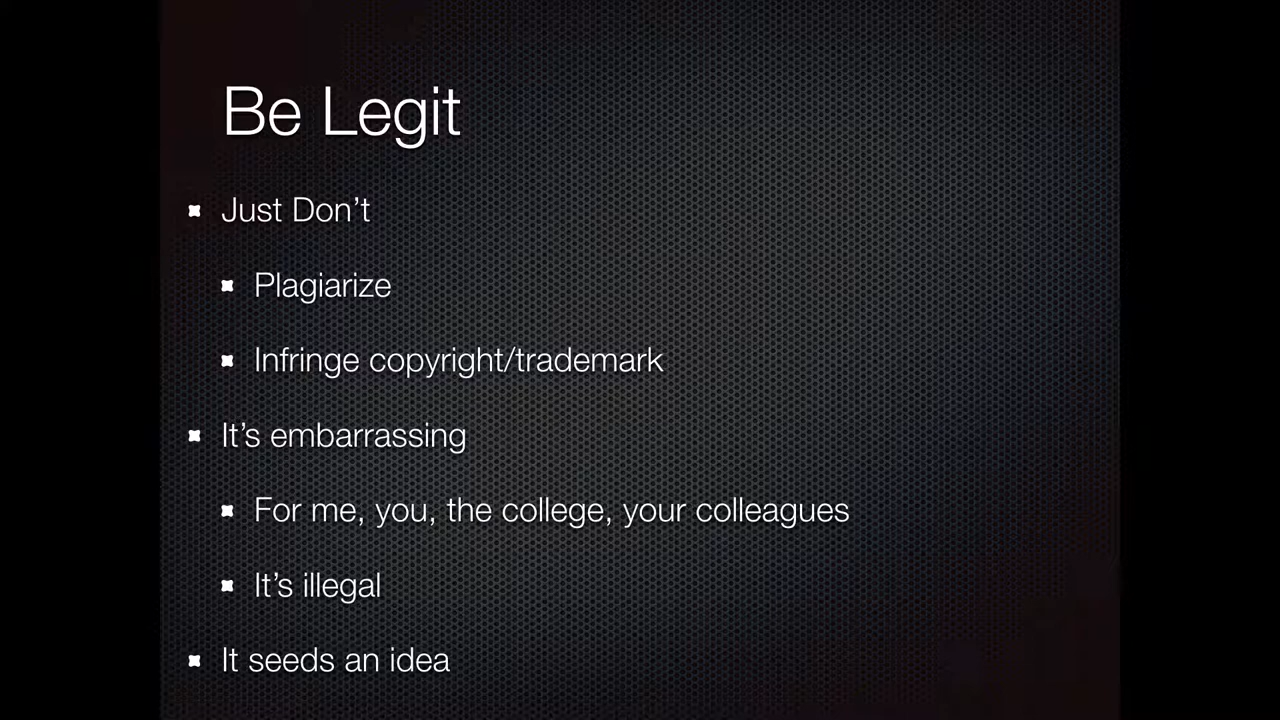 Be Legit
Just Don’t
Plagiarize
Infringe copyright/trademark
It’s embarrassing
For me, you, the college, your colleagues
It’s illegal
It seeds an idea